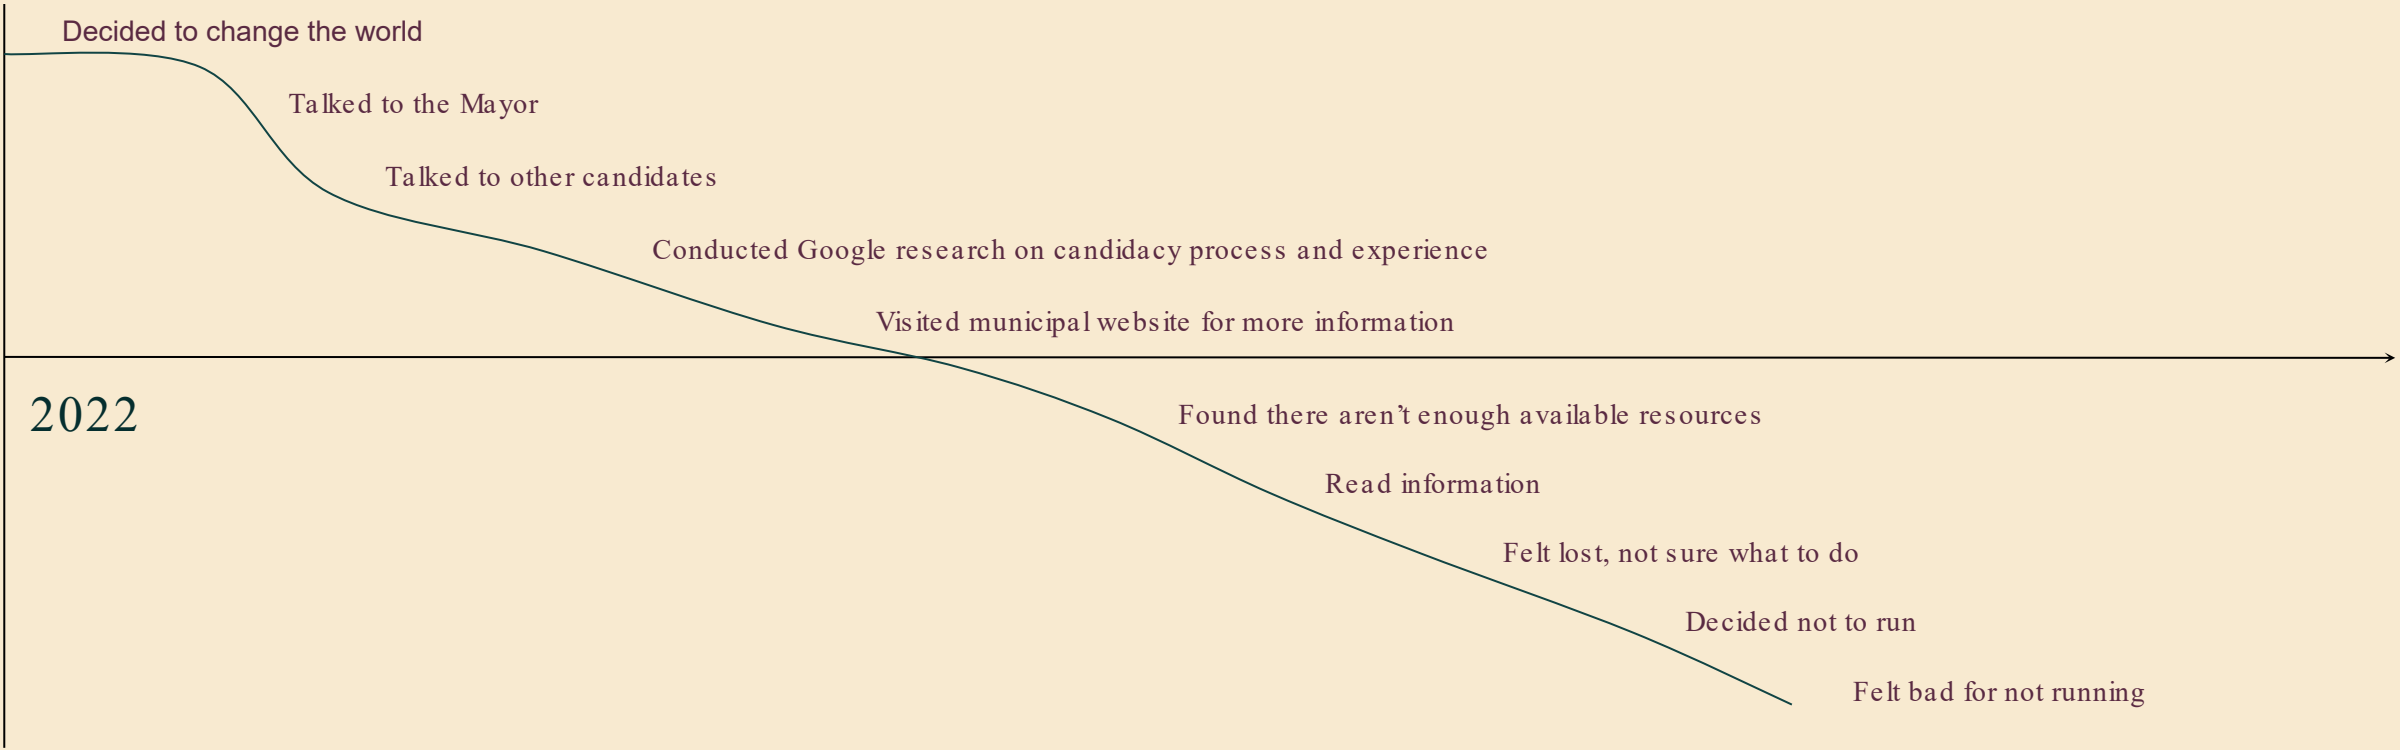 Decided to change the world
Talked to the Mayor
Talked to other candidates
Conducted Google research on candidacy process and experience
Visited municipal website for more information
2022
Found there aren’t enough available resources
Read information
Felt lost, not sure what to do
Decided not to run
Felt bad for not running